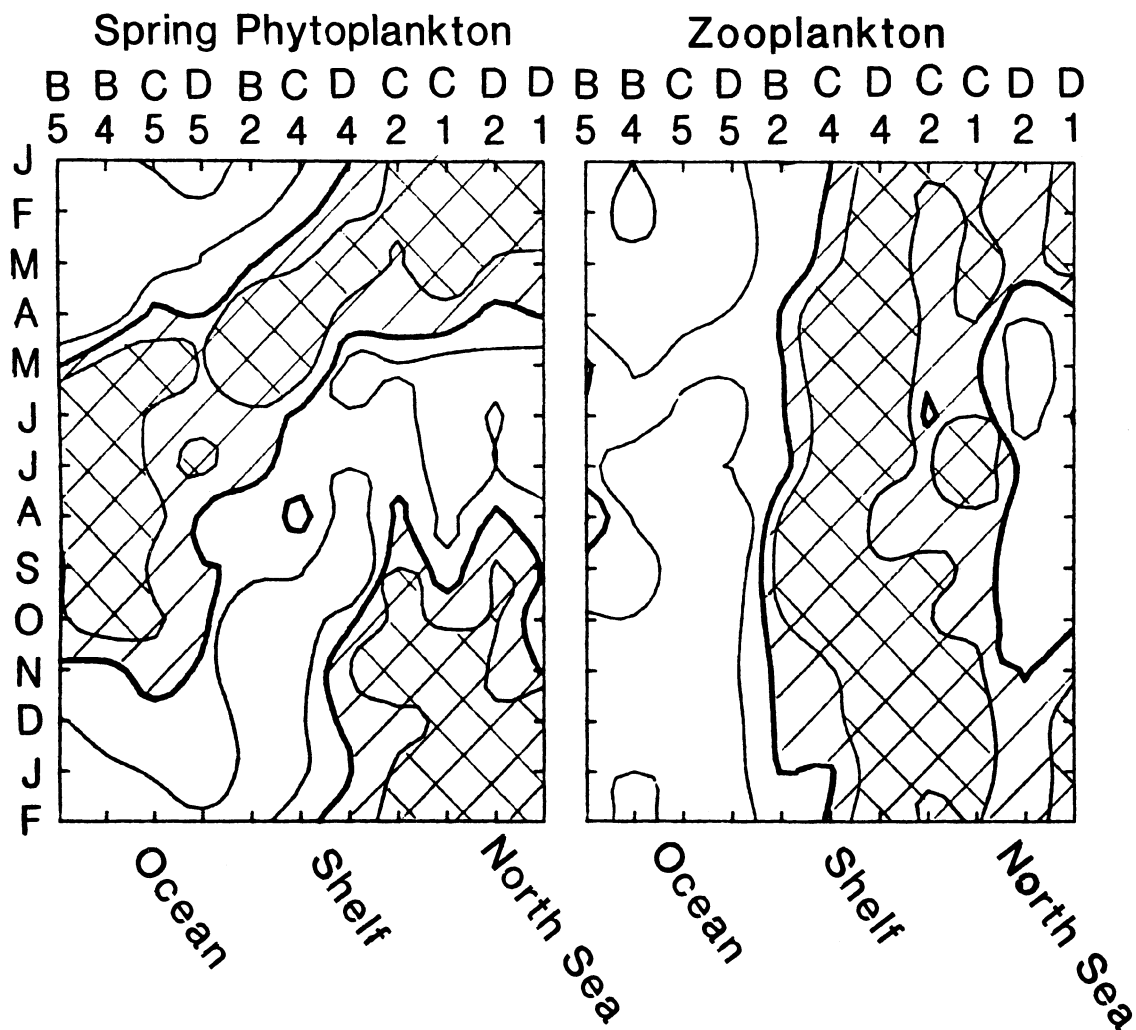 Spring Phytoplankton
Zooplankton
B B C D B C D C C D D
5 4 5 5 2 4 4 2 1 2 1
B B C D B C D C C D D
5 4 5 5 2 4 4 2 1 2 1
J
F
M
A
M
J
J
A
S
O
N
D
J
F
Ocean
Shelf
North Sea
Ocean
Shelf
North Sea